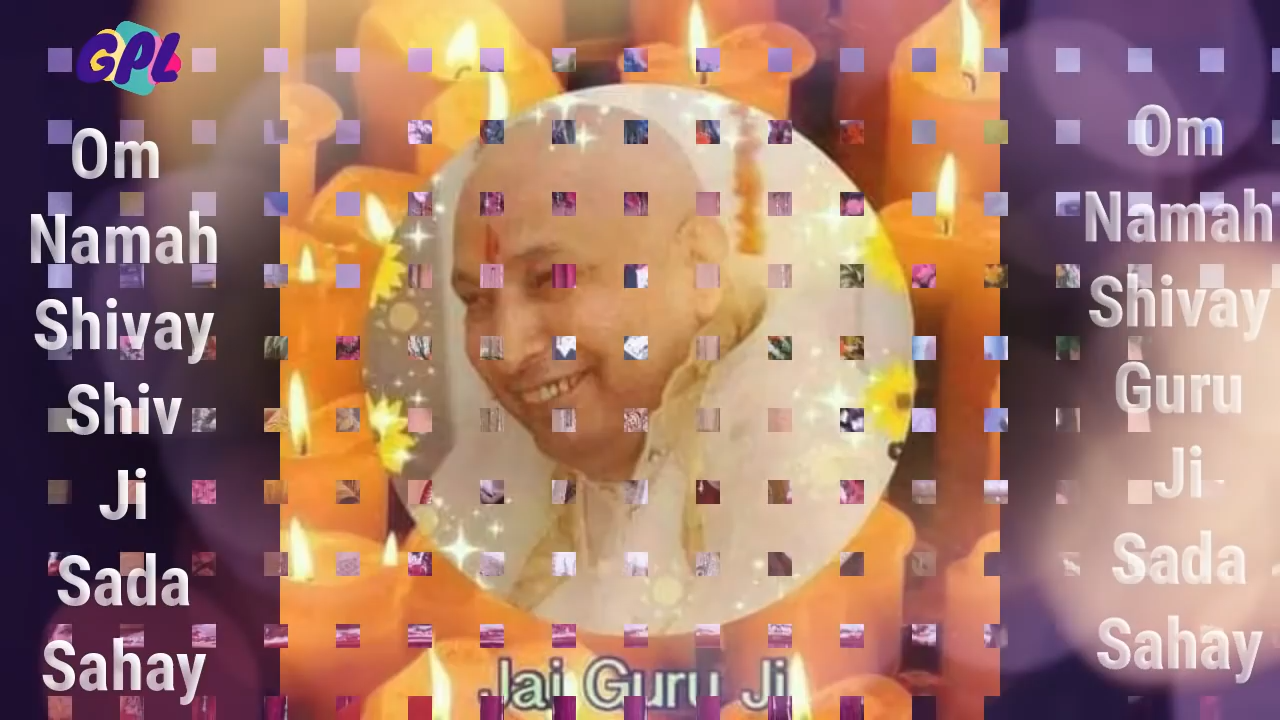 GPL
Om
Namah
Shivay
Shiv
Ji
Sada
Sahay
Om
Namah
Shivay
Guru
Ji
Sada
Sahay
Jai Guru Ji